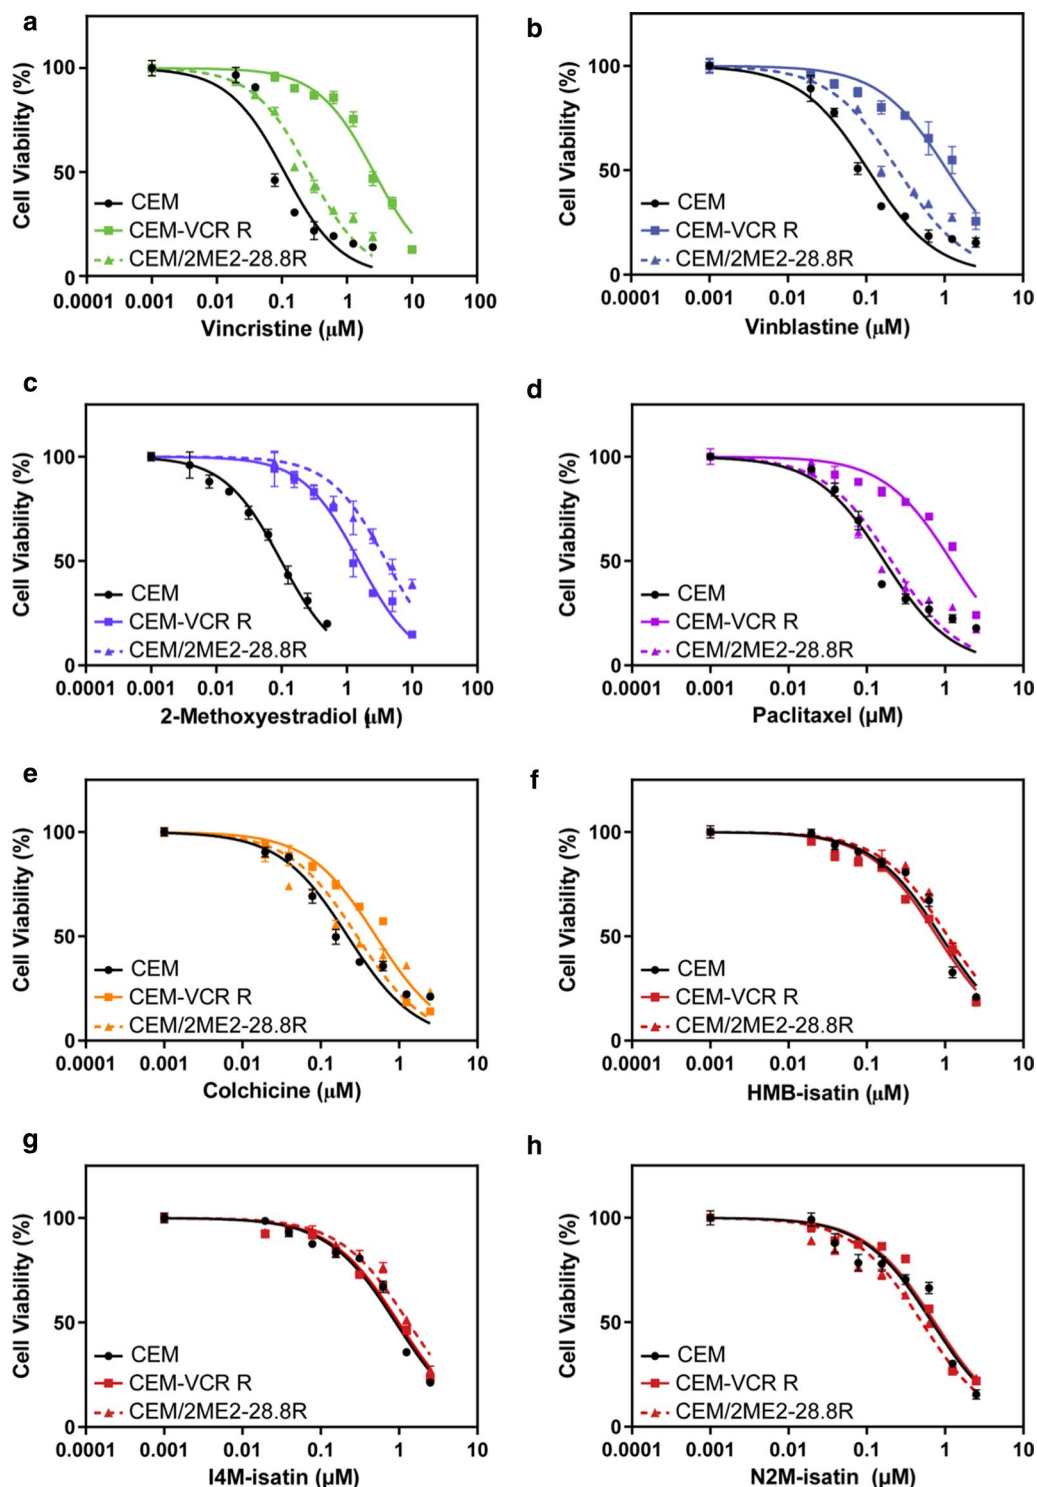 a
Cell Viability (%)
100
50
0
CEM
CEM-VCR R
CEM/2ME2-28.8R
0.0001 0.001 0.01 0.1 1 10 100
Vincristine (μM)
b
Cell Viability (%)
100
50
0
CEM
CEM-VCR R
CEM/2ME2-28.8R
0.0001 0.001 0.01 0.1 1 10
Vinblastine (μM)
c
Cell Viability (%)
100
50
0
CEM
CEM-VCR R
CEM/2ME2-28.8R
0.0001 0.001 0.01 0.1 1 10 100
2-Methoxyestradiol (μM)
d
Cell Viability (%)
100
50
0
CEM
CEM-VCR R
CEM/2ME2-28.8R
0.0001 0.001 0.01 0.1 1 10
Paclitaxel (μM)
e
Cell Viability (%)
100
50
0
CEM
CEM-VCR R
CEM/2ME2-28.8R
0.0001 0.001 0.01 0.1 1 10
Colchicine (μM)
f
Cell Viability (%)
100
50
0
CEM
CEM-VCR R
CEM/2ME2-28.8R
0.0001 0.001 0.01 0.1 1 10
HMB-isatin (μM)
g
Cell Viability (%)
100
50
0
CEM
CEM-VCR R
CEM/2ME2-28.8R
0.0001 0.001 0.01 0.1 1 10
I4M-isatin (μM)
h
Cell Viability (%)
100
50
0
CEM
CEM-VCR R
CEM/2ME2-28.8R
0.0001 0.001 0.01 0.1 1 10
N2M-isatin (μM)